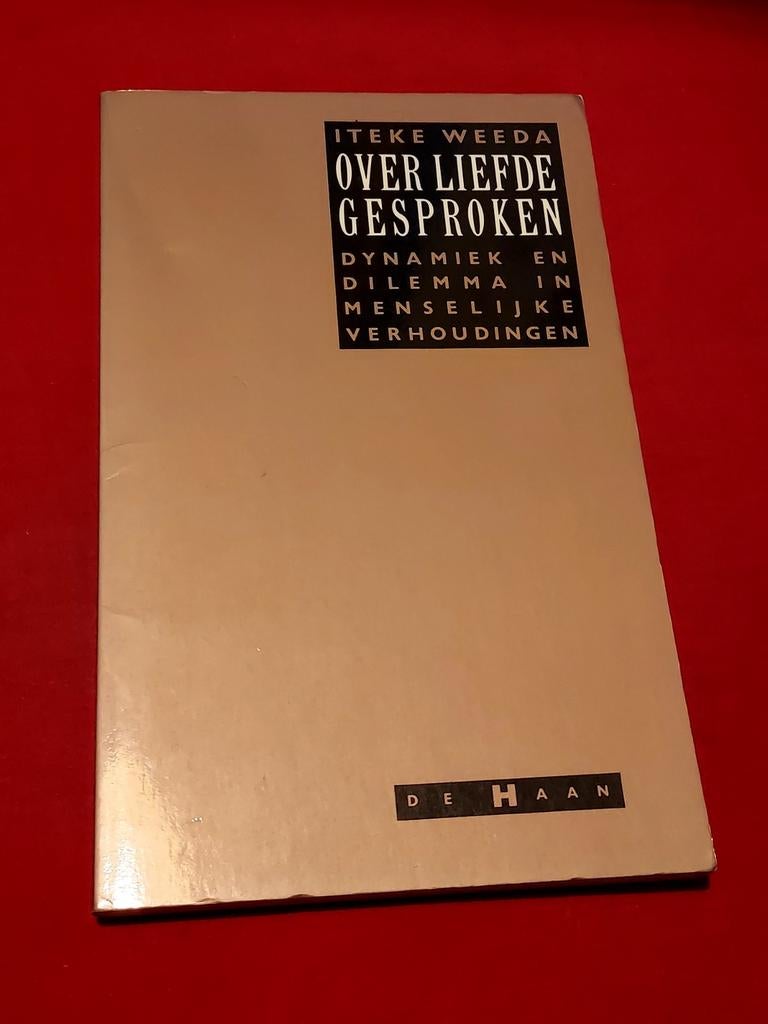 ITEKE WEEDA
OVER LIEFDE
GESPROKEN
DYNAMIEK EN
DILEMMA IN
MENSELIJKE
VERHOUDINGEN
DE HAAN